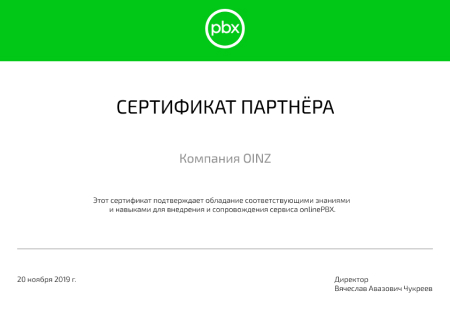 pbx
СЕРТИФИКАТ ПАРТНЁРА
Компания OINZ
Этот сертификат подтверждает обладание соответствующими знаниями
и навыками для внедрения и сопровождения сервиса onlinePBX.
20 ноября 2019 г.
Директор
Вячеслав Авазович Чукреев